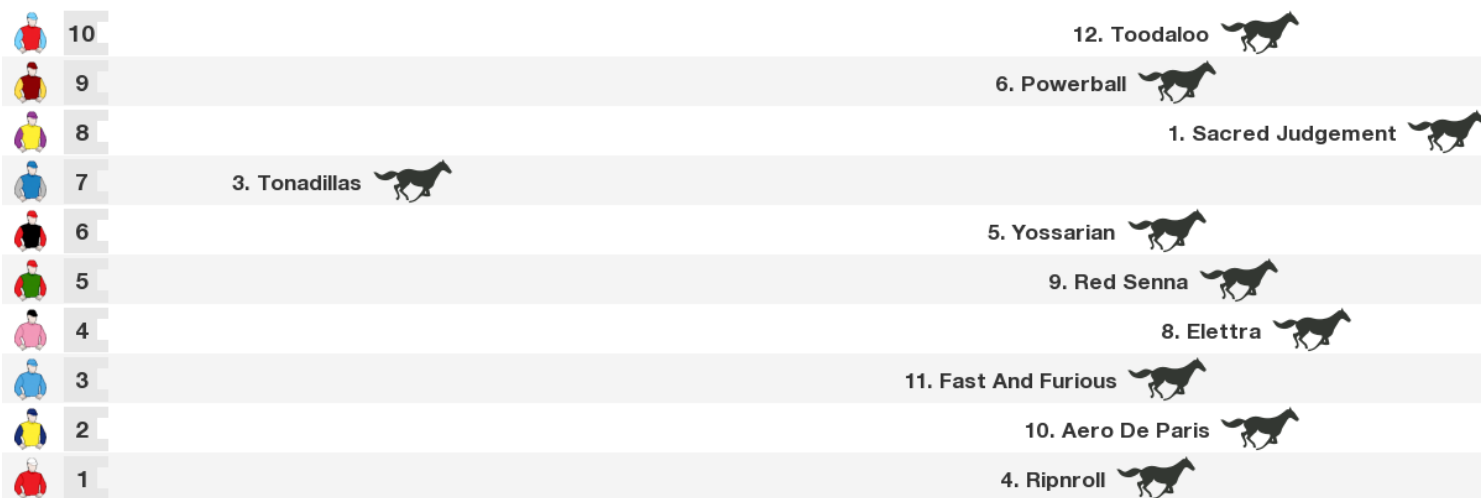 10 12. Toodaloo
9 6. Powerball
8 1. Sacred Judgement
7 3. Tonadillas
6 5. Yossarian
5 9. Red Senna
4 8. Elettra
3 11. Fast And Furious
2 10. Aero De Paris
1 4. Ripnroll